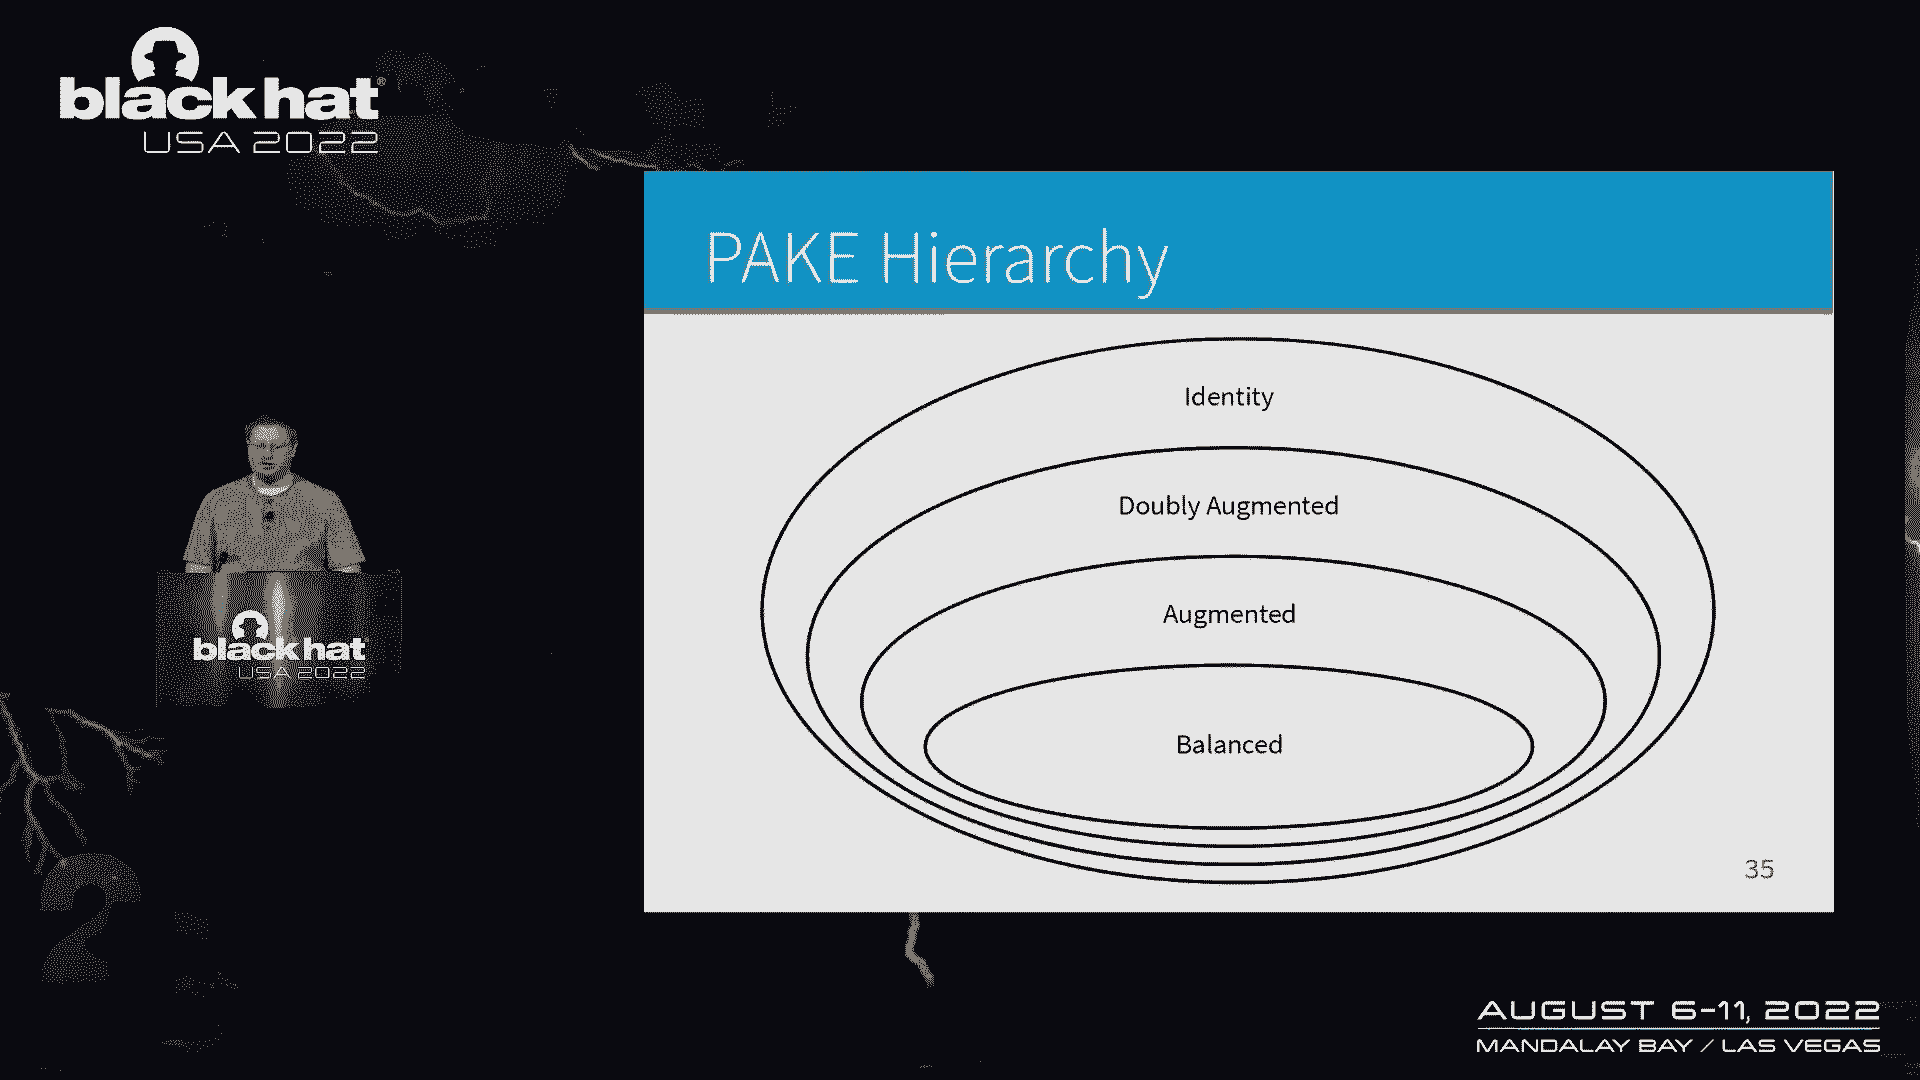 black hat®
USA 2022
PAKE Hierarchy
Identity
Doubly Augmented
Augmented
Balanced
35
black hat
USA 2022
2
AUGUST 6-11, 2022
MANDALAY BAY / LAS VEGAS